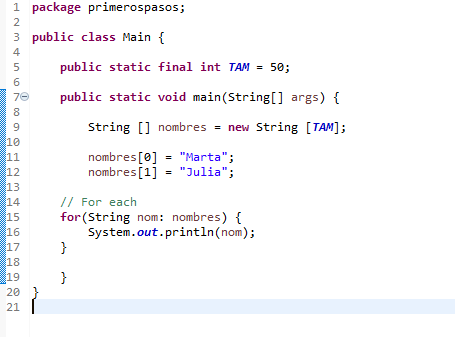 1 package primerospasos;
2
3 public class Main {
4
5     public static final int TAM = 50;
6
7     public static void main(String[] args) {
8
9         String [] nombres = new String [TAM];
10
11         nombres[0] = "Marta";
12         nombres[1] = "Julia";
13
14     // For each
15     for(String nom: nombres) {
16         System.out.println(nom);
17     }
18
19     }
20 }
21